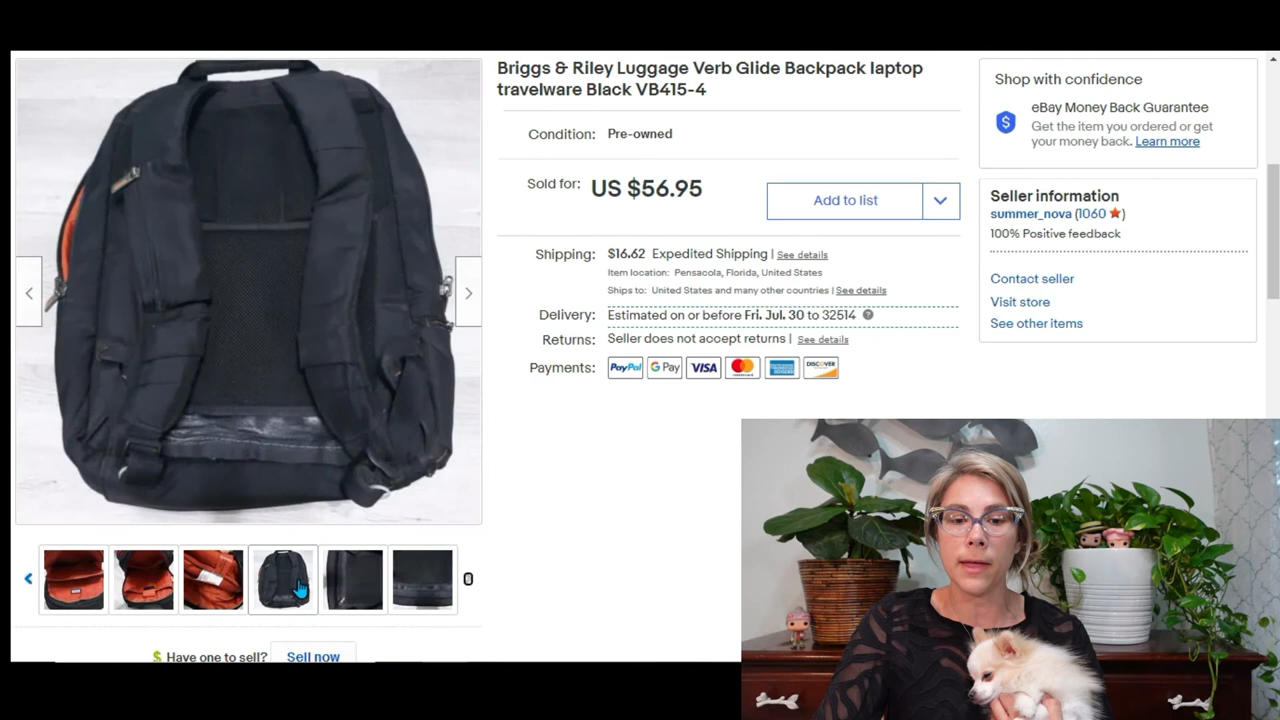 Briggs & Riley Luggage Verb Glide Backpack laptop
travelware Black VB415-4
Condition: Pre-owned
Sold for: US $56.95
Add to list
Shipping: $16.62 Expedited Shipping | See details
Item location: Pensacola, Florida, United States
Ships to: United States and many other countries | See details
Delivery: Estimated on or before Fri. Jul. 30 to 32514
Returns: Seller does not accept returns | See details
Payments: PayPal G Pay VISA mastercard AMERICAN EXPRESS DISCOVER
Shop with confidence
eBay Money Back Guarantee
Get the item you ordered or get
your money back. Learn more
Seller information
summer_nova (1060)
100% Positive feedback
Contact seller
Visit store
See other items
$ Have one to sell? Sell now